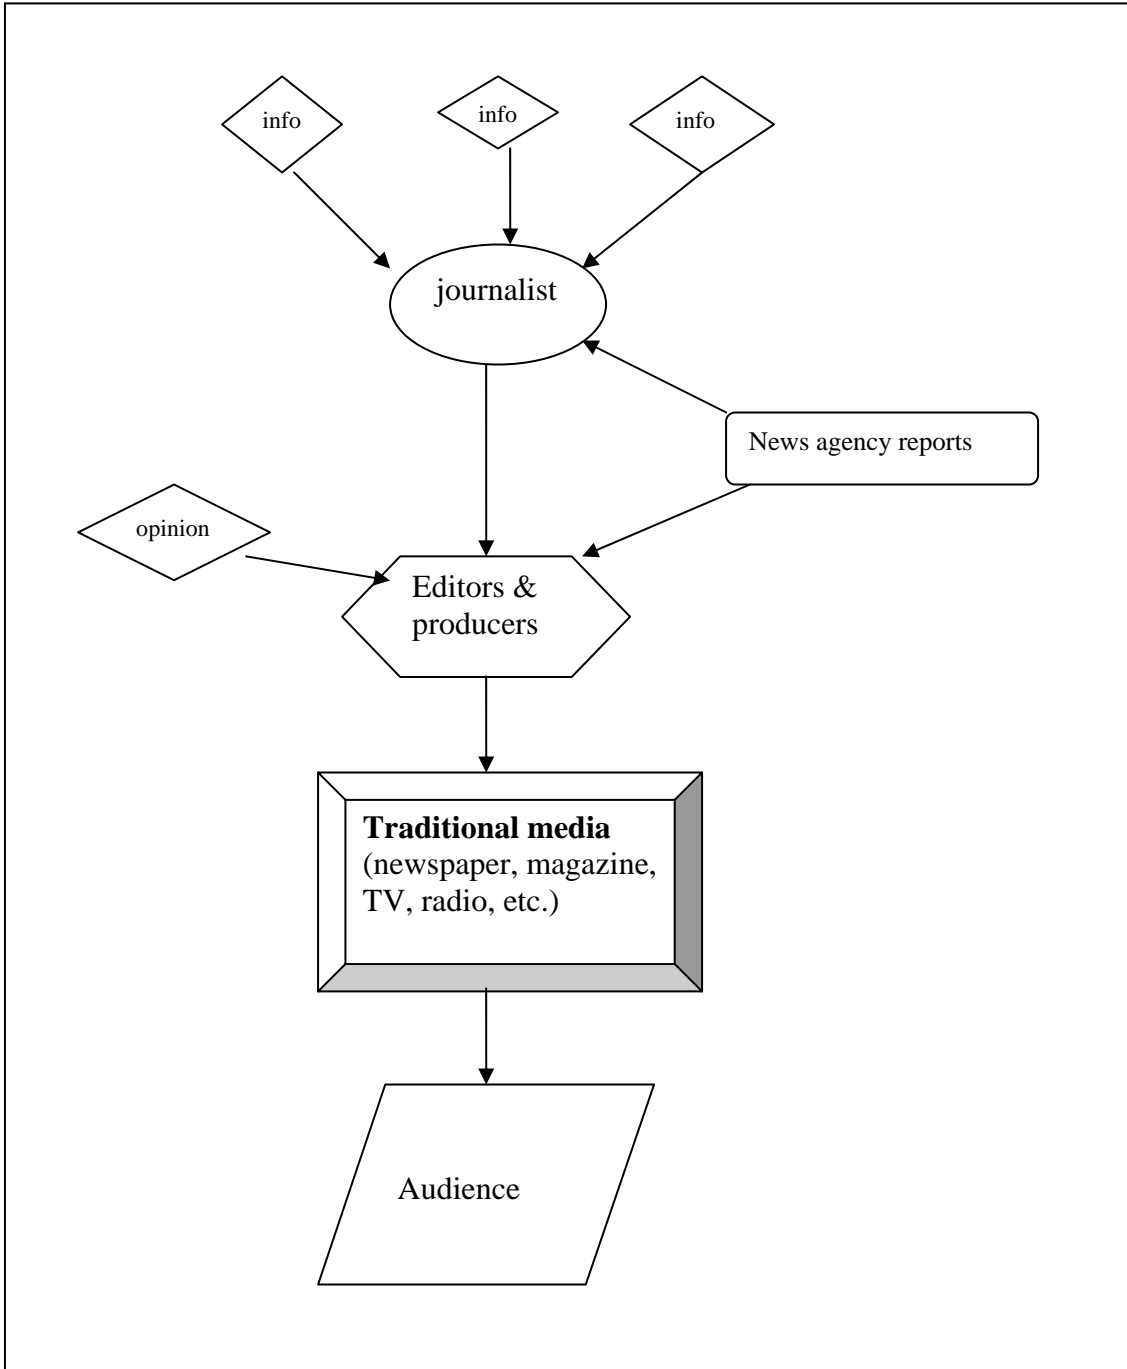 info
info
info
journalist
News agency reports
opinion
Editors &
producers
Traditional media
(newspaper, magazine,
TV, radio, etc.)
Audience